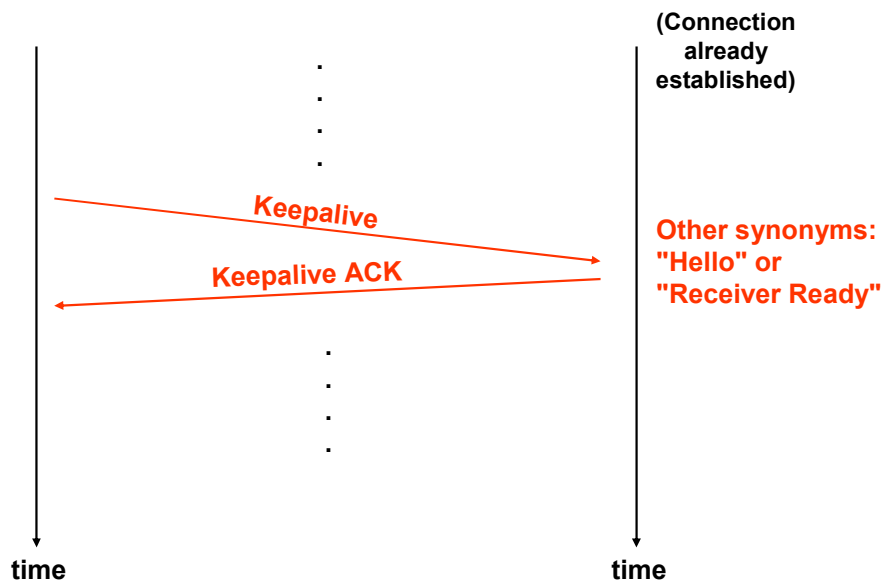 (Connection
already
established)
.
.
.
.
Keepalive
Other synonyms:
"Hello" or
"Receiver Ready"
Keepalive ACK
.
.
.
.
time
time